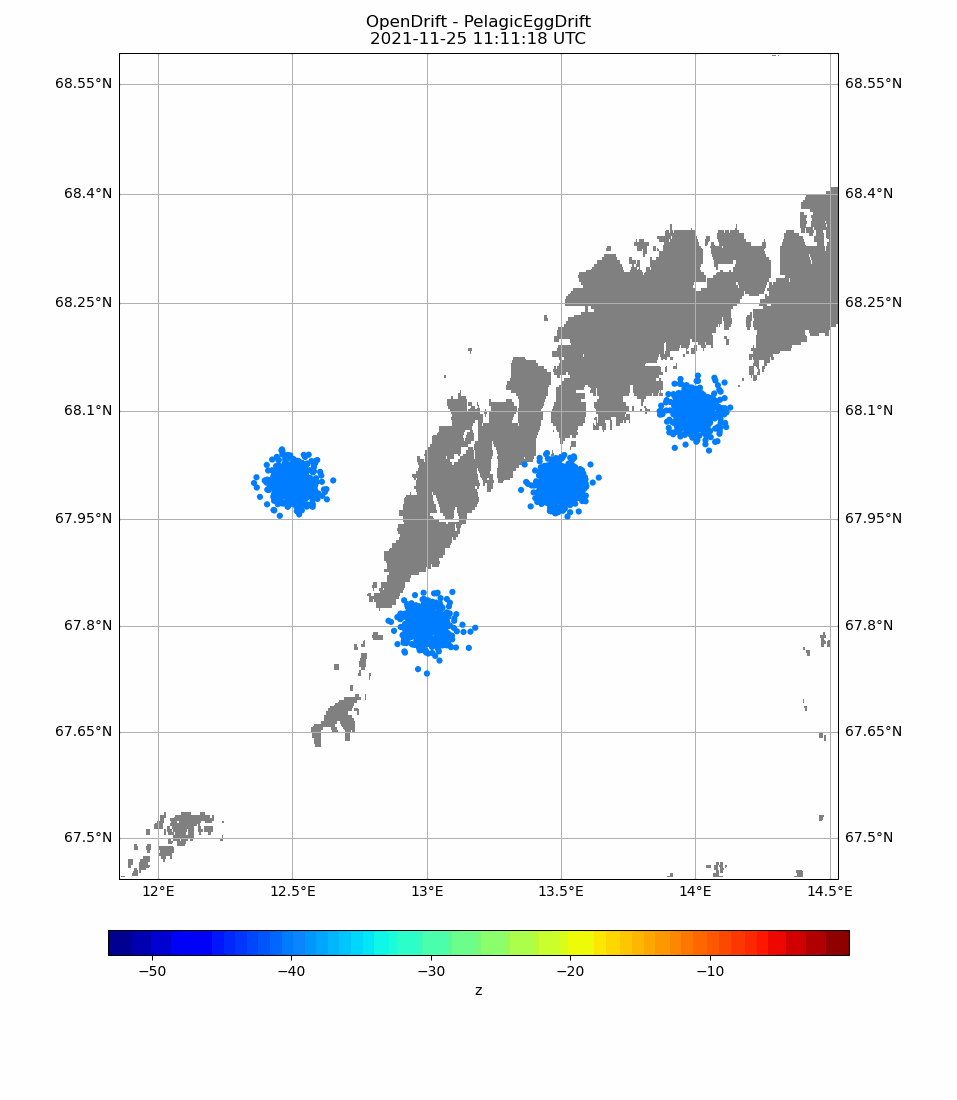 OpenDrift - PelagicEggDrift
2021-11-25 11:11:18 UTC
68.55°N 68.55°N
68.4°N 68.4°N
68.25°N 68.25°N
68.1°N 68.1°N
67.95°N 67.95°N
67.8°N 67.8°N
67.65°N 67.65°N
67.5°N 67.5°N
12°E 12.5°E 13°E 13.5°E 14°E 14.5°E
−50 −40 −30 −20 −10
z